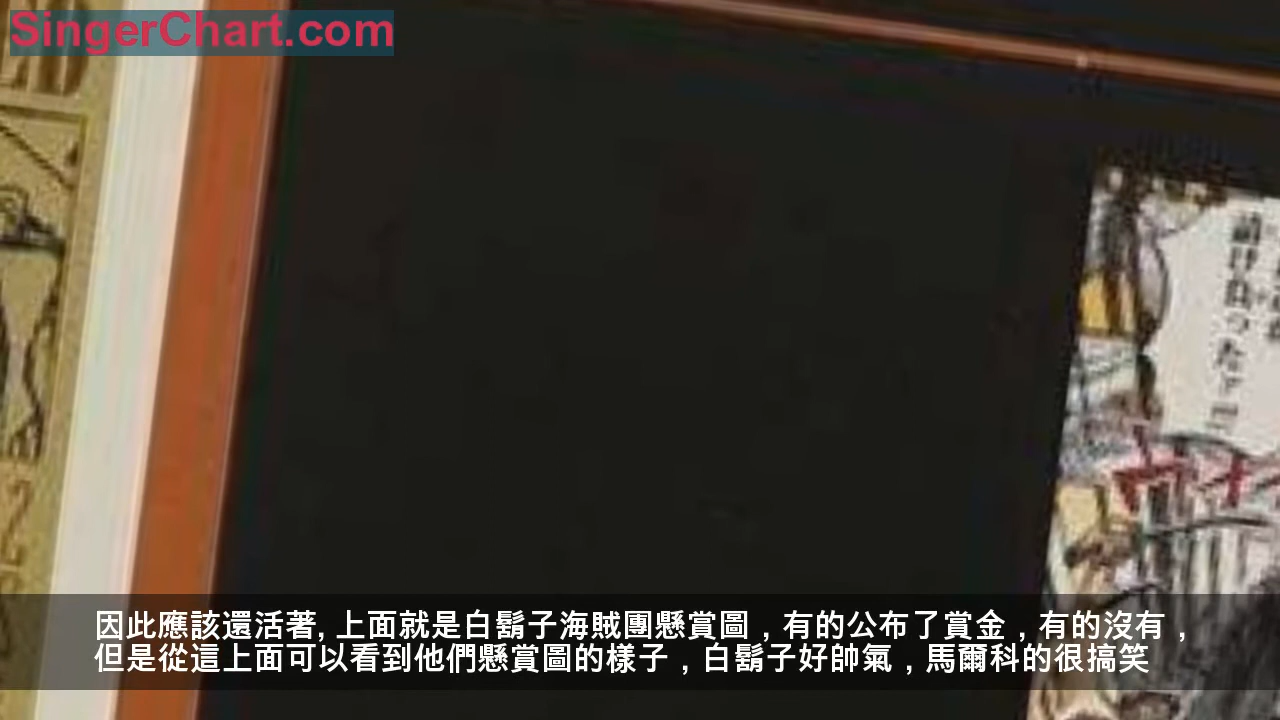 SingerChart.com
因此應該還活著, 上面就是白鬍子海賊團懸賞圖，有的公布了賞金，有的沒有，
但是從這上面可以看到他們懸賞圖的樣子，白鬍子好帥氣，馬爾科的很搞笑